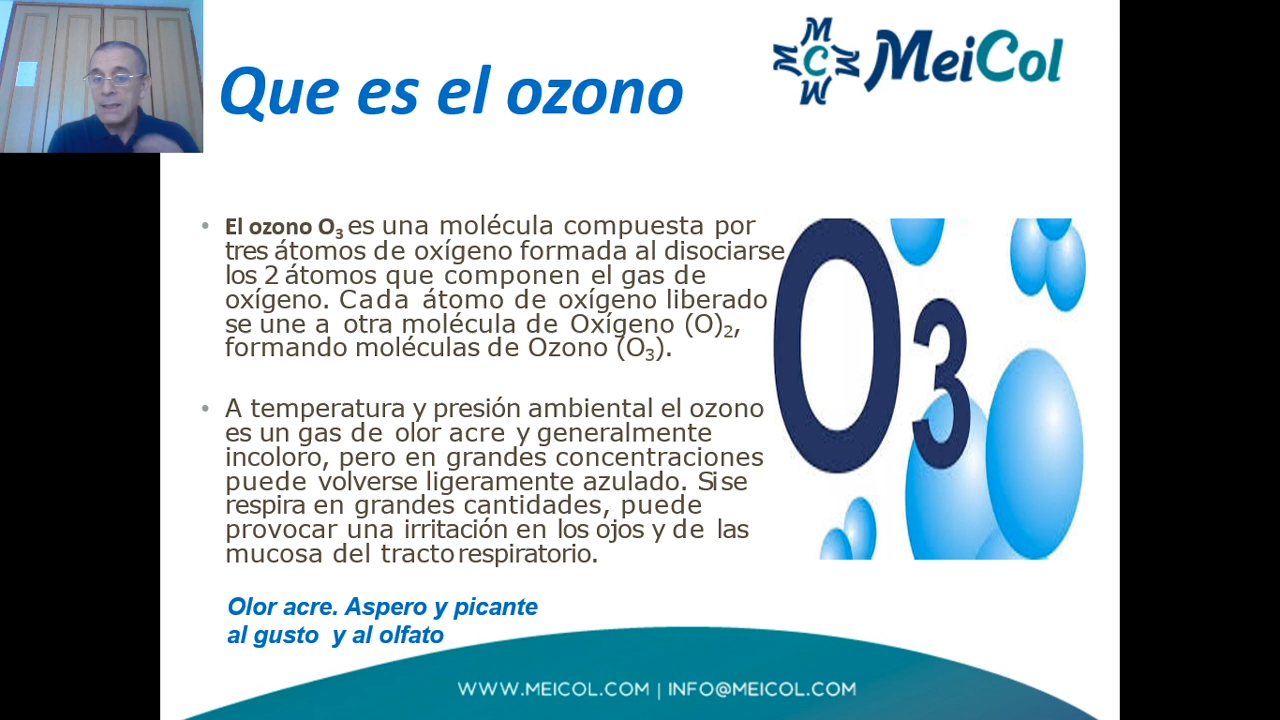 Que es el ozono
MeiCol
M
M C M
M
El ozono O₃ es una molécula compuesta por
tres átomos de oxígeno formada al disociarse
los 2 átomos que componen el gas de
oxígeno. Cada átomo de oxígeno liberado
se une a otra molécula de Oxígeno (O)₂,
formando moléculas de Ozono (O₃).
A temperatura y presión ambiental el ozono
es un gas de olor acre y generalmente
incoloro, pero en grandes concentraciones
puede volverse ligeramente azulado. Si se
respira en grandes cantidades, puede
provocar una irritación en los ojos y de las
mucosa del tracto respiratorio.
O3
Olor acre. Aspero y picante
al gusto y al olfato
WWW.MEICOL.COM | INFO@MEICOL.COM